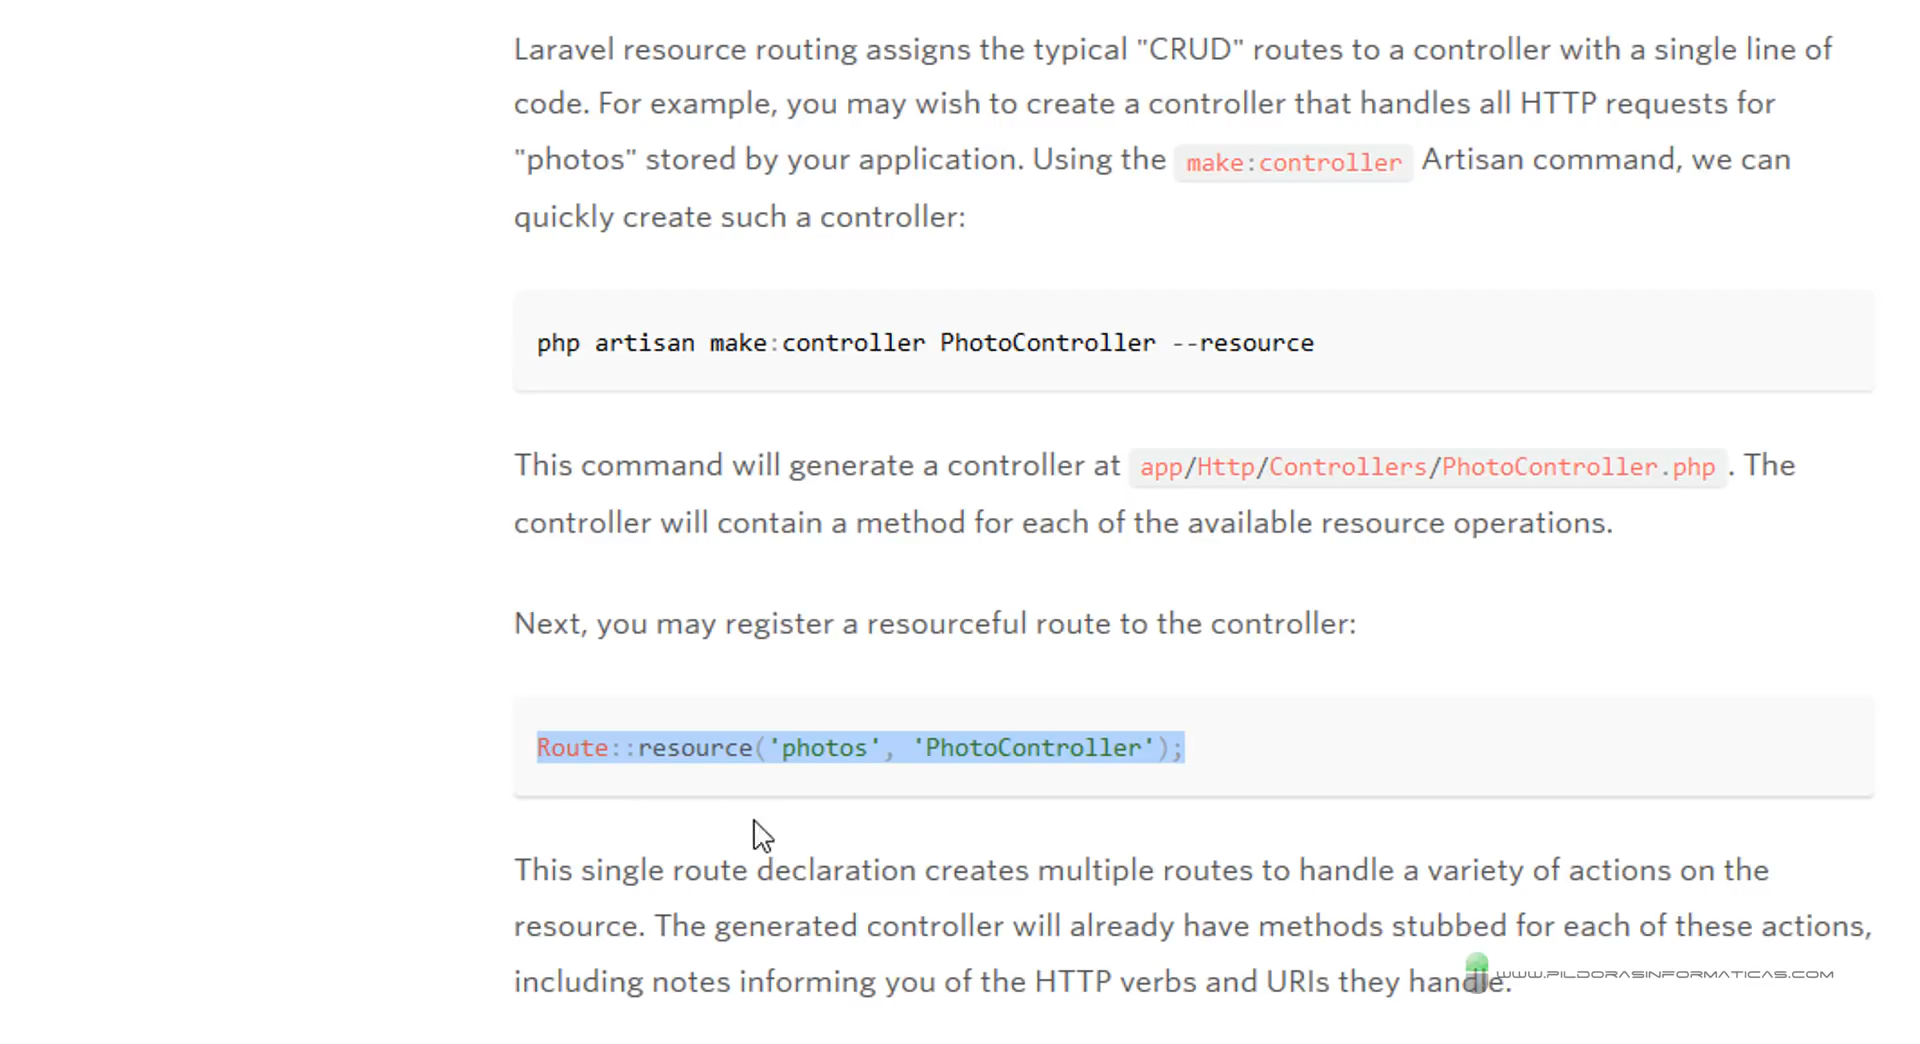 Laravel resource routing assigns the typical "CRUD" routes to a controller with a single line of
code. For example, you may wish to create a controller that handles all HTTP requests for
"photos" stored by your application. Using the make:controller Artisan command, we can
quickly create such a controller:
php artisan make:controller PhotoController --resource
This command will generate a controller at app/Http/Controllers/PhotoController.php . The
controller will contain a method for each of the available resource operations.
Next, you may register a resourceful route to the controller:
Route::resource('photos', 'PhotoController');
This single route declaration creates multiple routes to handle a variety of actions on the
resource. The generated controller will already have methods stubbed for each of these actions,
including notes informing you of the HTTP verbs and URIs they handle.
WWW.PILDORASINFORMATICAS.COM